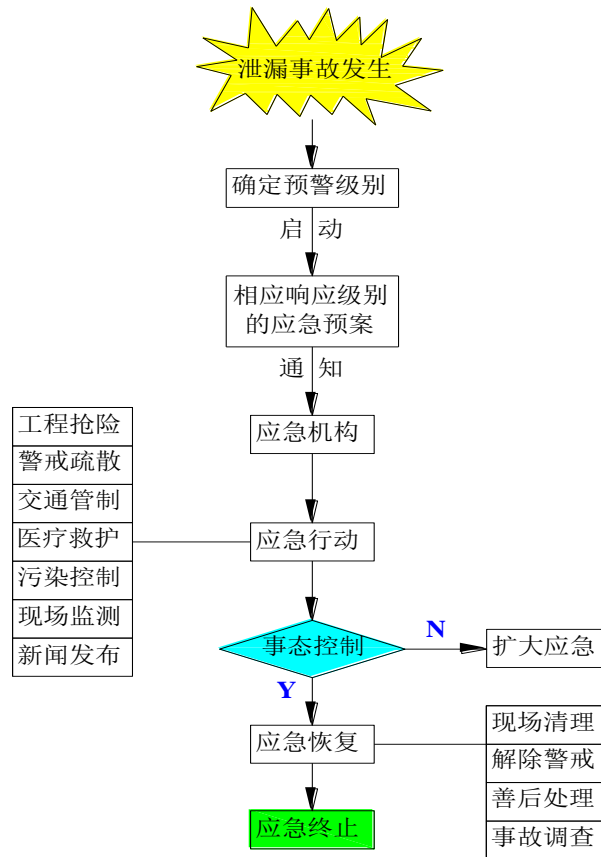 泄漏事故发生
确定预警级别
启 动
相应响应级别
的应急预案
通 知
应急机构
工程抢险
警戒疏散
交通管制
医疗救护
污染控制
现场监测
新闻发布
应急行动
事态控制
N
扩大应急
Y
应急恢复
现场清理
解除警戒
善后处理
事故调查
应急终止